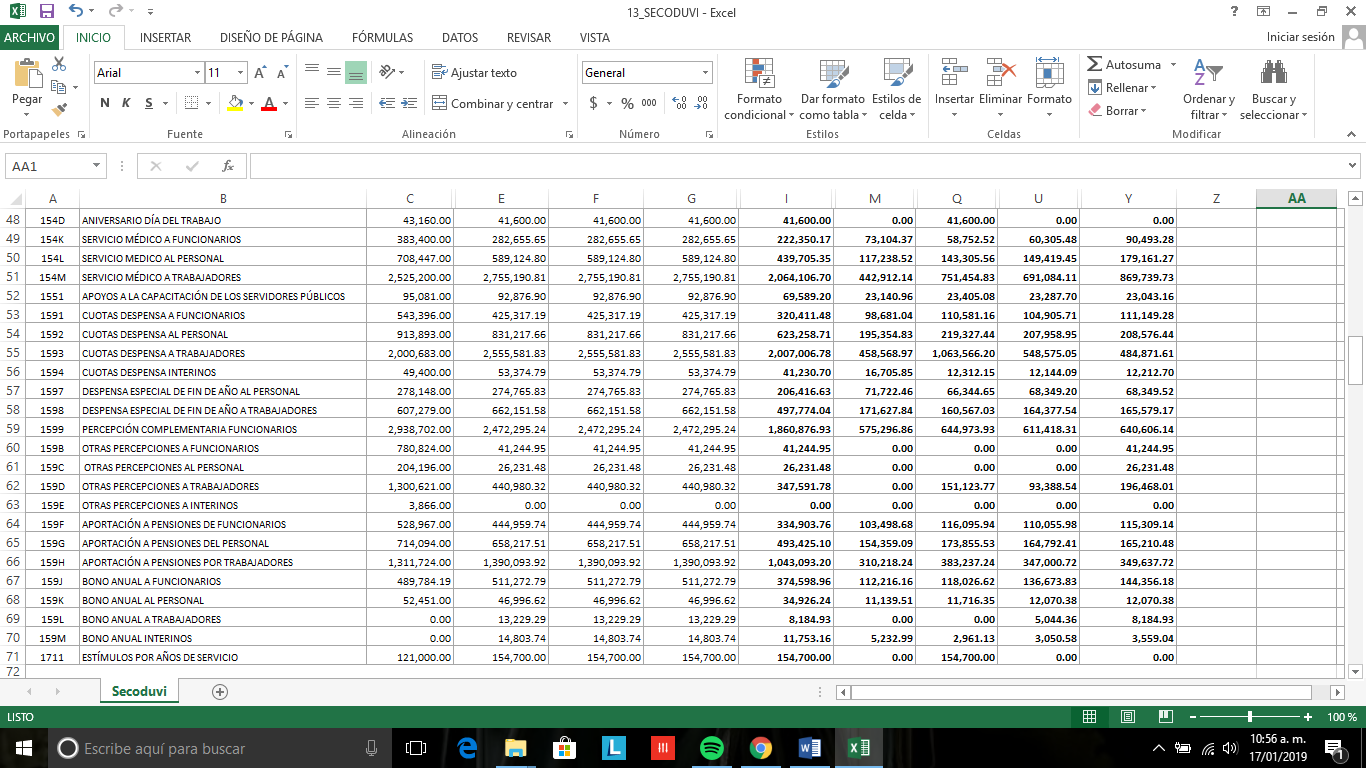 13_SECODUVI - Excel
ARCHIVO INICIO INSERTAR DISEÑO DE PÁGINA FÓRMULAS DATOS REVISAR VISTA Iniciar sesión
Pegar Arial 11 Ajustar texto General Formato condicional Dar formato como tabla Estilos de celda Insertar Eliminar Formato Autosuma Rellenar Borrar Ordenar y filtrar Buscar y seleccionar
N K S Combinar y centrar $ % 000
Portapapeles Fuente Alineación Número Estilos Celdas Modificar
AA1 fx
A B C E F G I M Q U Y Z AA
48 154D ANIVERSARIO DÍA DEL TRABAJO 43,160.00 41,600.00 41,600.00 41,600.00 41,600.00 0.00 41,600.00 0.00 0.00
49 154K SERVICIO MÉDICO A FUNCIONARIOS 383,400.00 282,655.65 282,655.65 282,655.65 222,350.17 73,104.37 58,752.52 60,305.48 90,493.28
50 154L SERVICIO MEDICO AL PERSONAL 708,447.00 589,124.80 589,124.80 589,124.80 439,705.35 117,238.52 143,305.56 149,419.45 179,161.27
51 154M SERVICIO MÉDICO A TRABAJADORES 2,525,200.00 2,755,190.81 2,755,190.81 2,755,190.81 2,064,106.70 442,912.14 751,454.83 691,084.11 869,739.73
52 1551 APOYOS A LA CAPACITACIÓN DE LOS SERVIDORES PÚBLICOS 95,081.00 92,876.90 92,876.90 92,876.90 69,589.20 23,140.96 23,405.08 23,287.70 23,043.16
53 1591 CUOTAS DESPENSA A FUNCIONARIOS 543,396.00 425,317.19 425,317.19 425,317.19 320,411.48 98,681.04 110,581.16 104,905.71 111,149.28
54 1592 CUOTAS DESPENSA AL PERSONAL 913,893.00 831,217.66 831,217.66 831,217.66 623,258.71 195,354.83 219,327.44 207,958.95 208,576.44
55 1593 CUOTAS DESPENSA A TRABAJADORES 2,000,683.00 2,555,581.83 2,555,581.83 2,555,581.83 2,007,006.78 458,568.97 1,063,566.20 548,575.05 484,871.61
56 1594 CUOTAS DESPENSA INTERINOS 49,400.00 53,374.79 53,374.79 53,374.79 41,230.70 16,705.85 12,312.15 12,144.09 12,212.70
57 1597 DESPENSA ESPECIAL DE FIN DE AÑO AL PERSONAL 278,148.00 274,765.83 274,765.83 274,765.83 206,416.63 71,722.46 66,344.65 68,349.20 68,349.52
58 1598 DESPENSA ESPECIAL DE FIN DE AÑO A TRABAJADORES 607,279.00 662,151.58 662,151.58 662,151.58 497,774.04 171,627.84 160,567.03 164,377.54 165,579.17
59 1599 PERCEPCIÓN COMPLEMENTARIA FUNCIONARIOS 2,938,702.00 2,472,295.24 2,472,295.24 2,472,295.24 1,860,876.93 575,296.86 644,973.93 611,418.31 640,606.14
60 159B OTRAS PERCEPCIONES A FUNCIONARIOS 780,824.00 41,244.95 41,244.95 41,244.95 41,244.95 0.00 0.00 0.00 41,244.95
61 159C OTRAS PERCEPCIONES AL PERSONAL 204,196.00 26,231.48 26,231.48 26,231.48 26,231.48 0.00 0.00 0.00 26,231.48
62 159D OTRAS PERCEPCIONES A TRABAJADORES 1,300,621.00 440,980.32 440,980.32 440,980.32 347,591.78 0.00 151,123.77 93,388.54 196,468.01
63 159E OTRAS PERCEPCIONES A INTERINOS 3,866.00 0.00 0.00 0.00 0.00 0.00 0.00 0.00 0.00
64 159F APORTACIÓN A PENSIONES DE FUNCIONARIOS 528,967.00 444,959.74 444,959.74 444,959.74 334,903.76 103,498.68 116,095.94 110,055.98 115,309.14
65 159G APORTACIÓN A PENSIONES DEL PERSONAL 714,094.00 658,217.51 658,217.51 658,217.51 493,425.10 154,359.09 173,855.53 164,792.41 165,210.48
66 159H APORTACIÓN A PENSIONES POR TRABAJADORES 1,311,724.00 1,390,093.92 1,390,093.92 1,390,093.92 1,043,093.20 310,218.24 383,237.24 347,000.72 349,637.72
67 159J BONO ANUAL A FUNCIONARIOS 489,784.19 511,272.79 511,272.79 511,272.79 374,598.96 112,216.16 118,026.62 136,673.83 144,356.18
68 159K BONO ANUAL AL PERSONAL 52,451.00 46,996.62 46,996.62 46,996.62 34,926.24 11,139.51 11,716.35 12,070.38 12,070.38
69 159L BONO ANUAL A TRABAJADORES 0.00 13,229.29 13,229.29 13,229.29 8,184.93 0.00 0.00 5,044.36 8,184.93
70 159M BONO ANUAL INTERINOS 0.00 14,803.74 14,803.74 14,803.74 11,753.16 5,232.99 2,961.13 3,050.58 3,559.04
71 1711 ESTÍMULOS POR AÑOS DE SERVICIO 121,000.00 154,700.00 154,700.00 154,700.00 154,700.00 0.00 154,700.00 0.00 0.00
72
Secoduvi
LISTO 100 %
Escribe aquí para buscar
10:56 a. m.
17/01/2019
1